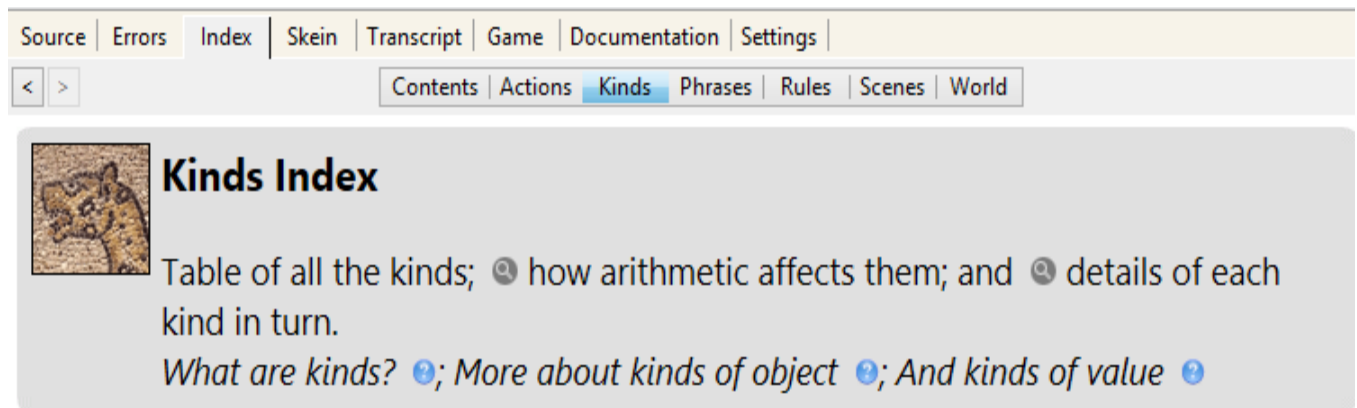 Source | Errors | Index | Skein | Transcript | Game | Documentation | Settings |
< >
Contents | Actions | Kinds | Phrases | Rules | Scenes | World
Kinds Index
Table of all the kinds; how arithmetic affects them; and details of each
kind in turn.
What are kinds? ?; More about kinds of object ?; And kinds of value ?